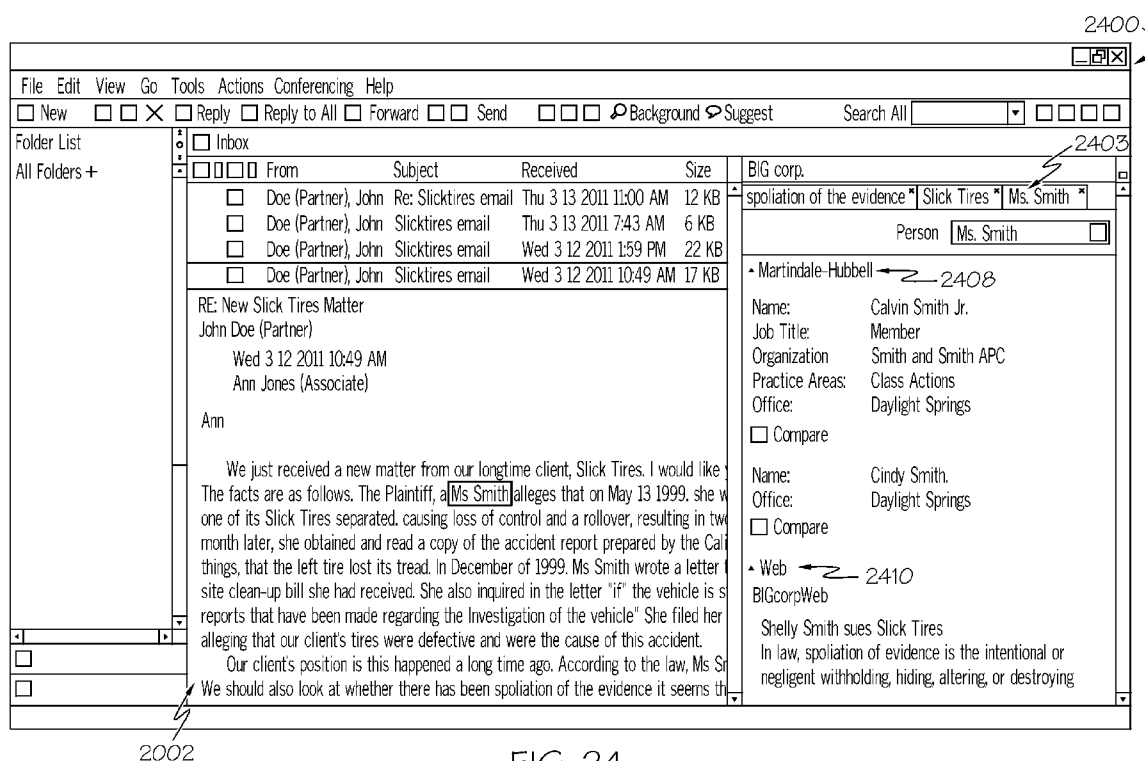 2400
File Edit View Go Tools Actions Conferencing Help
New Reply Reply to All Forward Send Background Suggest Search All
Folder List
All Folders +
Inbox
From Subject Received Size
Doe (Partner), John Re: Slicktires email Thu 3 13 2011 11:00 AM 12 KB
Doe (Partner), John Slicktires email Thu 3 13 2011 7:43 AM 6 KB
Doe (Partner), John Slicktires email Wed 3 12 2011 1:59 PM 22 KB
Doe (Partner), John Slicktires email Wed 3 12 2011 10:49 AM 17 KB
RE: New Slick Tires Matter
John Doe (Partner)
Wed 3 12 2011 10:49 AM
Ann Jones (Associate)
Ann
We just received a new matter from our longtime client, Slick Tires. I would like
The facts are as follows. The Plaintiff, a Ms Smith alleges that on May 13 1999, she w
one of its Slick Tires separated. causing loss of control and a rollover, resulting in two
month later, she obtained and read a copy of the accident report prepared by the Cali
things, that the left tire lost its tread. In December of 1999. Ms Smith wrote a letter
site clean-up bill she had received. She also inquired in the letter "if" the vehicle is s
reports that have been made regarding the Investigation of the vehicle" She filed her
alleging that our client's tires were defective and were the cause of this accident.
Our client's position is this happened a long time ago. According to the law, Ms Sm
We should also look at whether there has been spoliation of the evidence it seems th
2403
BIG corp.
spoliation of the evidence x Slick Tires x Ms. Smith x
Person Ms. Smith
Martindale-Hubbell
2408
Name: Calvin Smith Jr.
Job Title: Member
Organization Smith and Smith APC
Practice Areas: Class Actions
Office: Daylight Springs
Compare
Name: Cindy Smith.
Office: Daylight Springs
Compare
Web
2410
BIGcorpWeb
Shelly Smith sues Slick Tires
In law, spoliation of evidence is the intentional or
negligent withholding, hiding, altering, or destroying
2002
FIG. 24